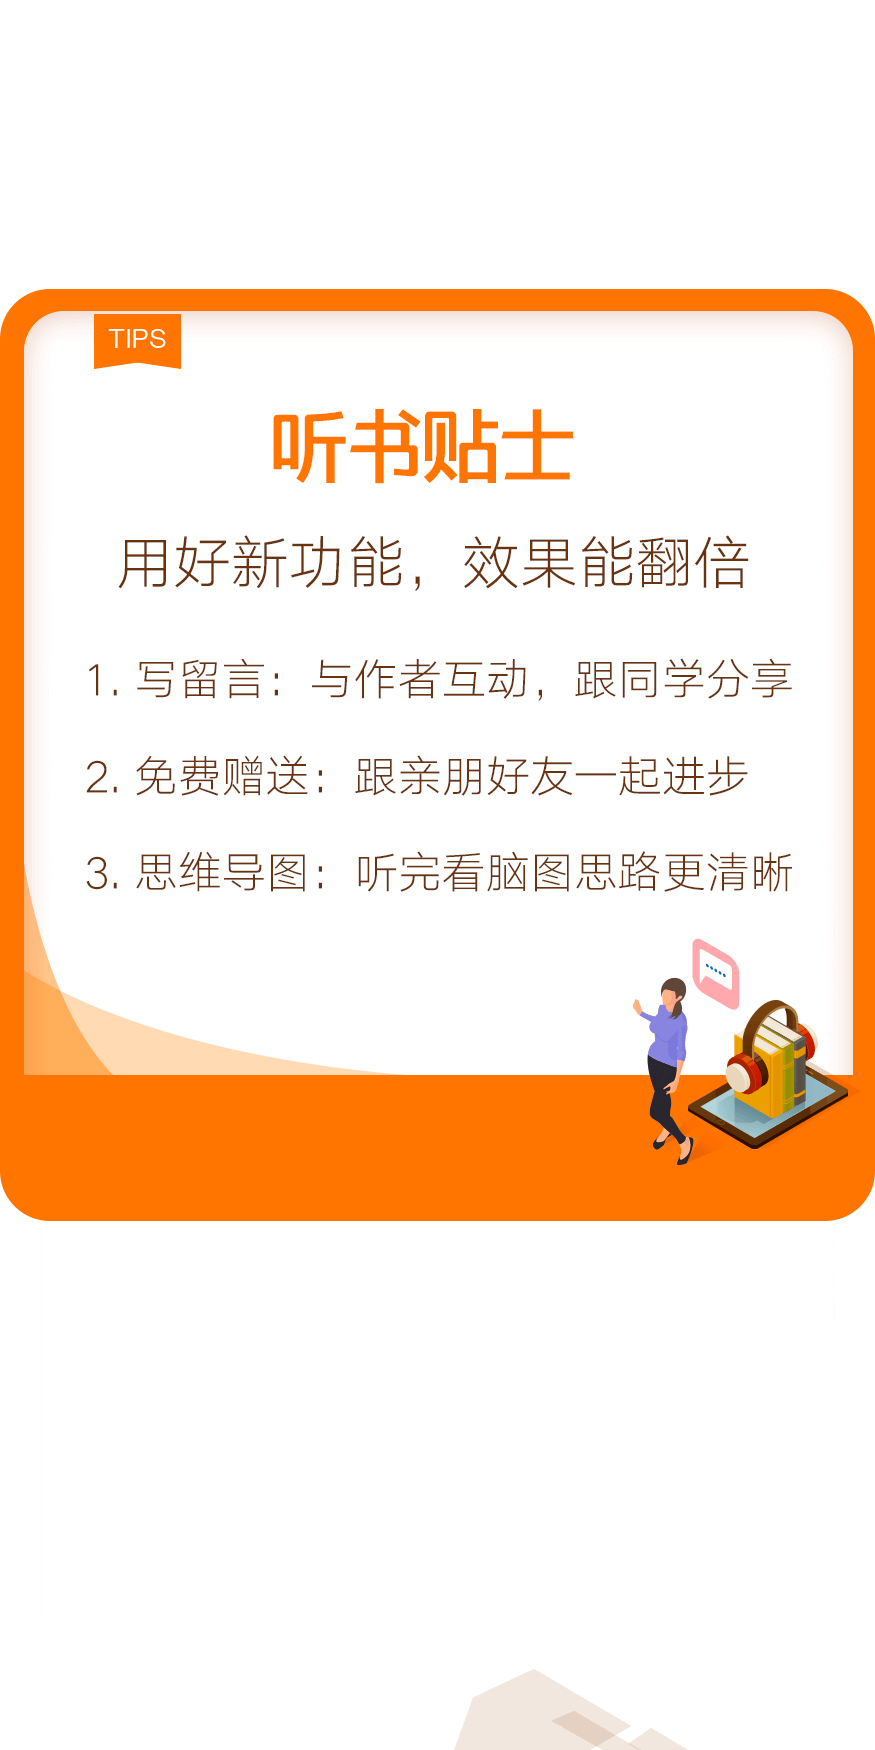 TIPS
听书贴士
用好新功能，效果能翻倍
1. 写留言：与作者互动，跟同学分享
2. 免费赠送：跟亲朋好友一起进步
3. 思维导图：听完看脑图思路更清晰